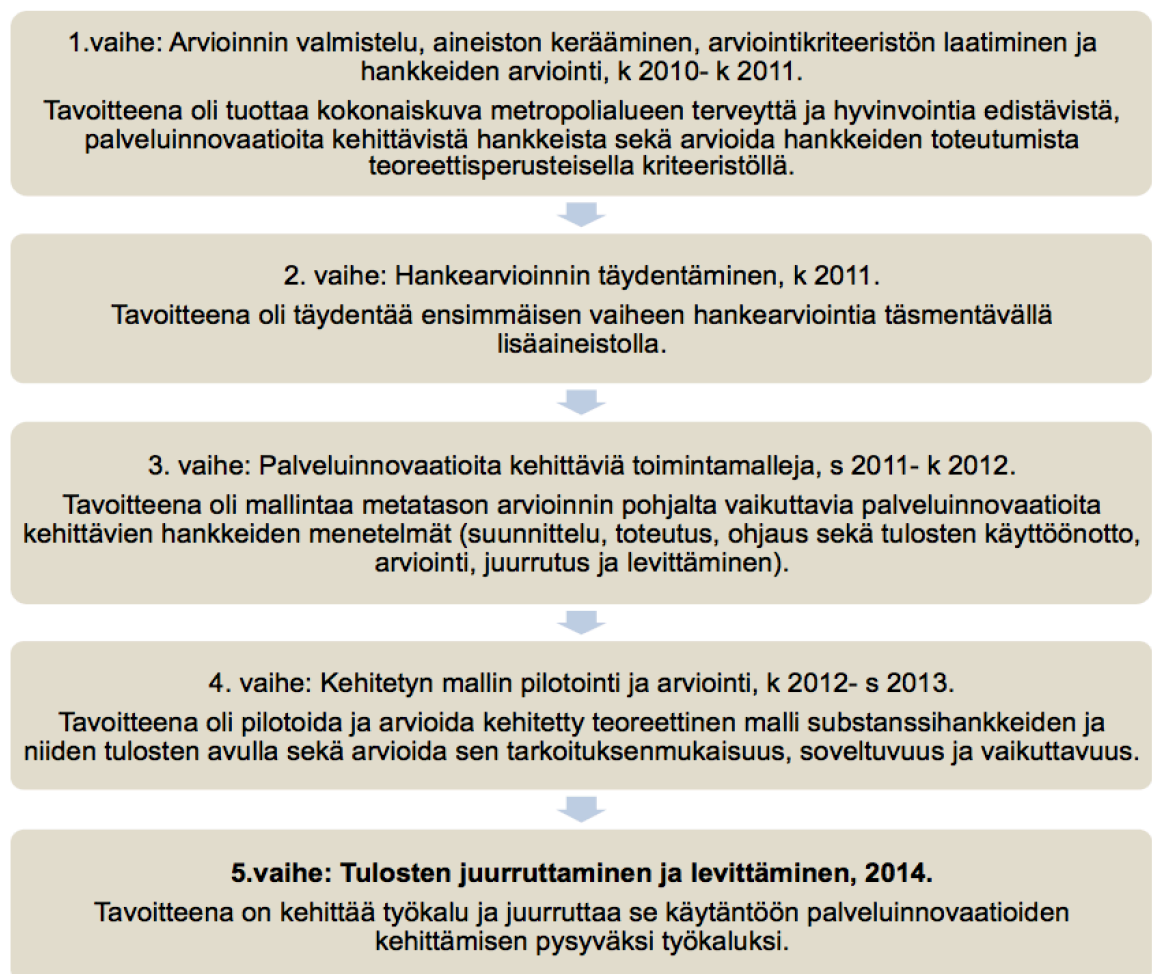 1.vaihe: Arvioinnin valmistelu, aineiston kerääminen, arviointikriteeristön laatiminen ja
hankkeiden arviointi, k 2010- k 2011.
Tavoitteena oli tuottaa kokonaiskuva metropolialueen terveyttä ja hyvinvointia edistävistä,
palveluinnovaatioita kehittävistä hankkeista sekä arvioida hankkeiden toteutumista
teoreettisperusteisella kriteeristöllä.
2. vaihe: Hankearvioinnin täydentäminen, k 2011.
Tavoitteena oli täydentää ensimmäisen vaiheen hankearviointia täsmentävällä
lisäaineistolla.
3. vaihe: Palveluinnovaatioita kehittäviä toimintamalleja, s 2011- k 2012.
Tavoitteena oli mallintaa metatason arvioinnin pohjalta vaikuttavia palveluinnovaatioita
kehittävien hankkeiden menetelmät (suunnittelu, toteutus, ohjaus sekä tulosten käyttöönotto,
arviointi, juurrutus ja levittäminen).
4. vaihe: Kehitetyn mallin pilotointi ja arviointi, k 2012- s 2013.
Tavoitteena oli pilotoida ja arvioida kehitetty teoreettinen malli substanssihankkeiden ja
niiden tulosten avulla sekä arvioida sen tarkoituksenmukaisuus, soveltuvuus ja vaikuttavuus.
5.vaihe: Tulosten juurruttaminen ja levittäminen, 2014.
Tavoitteena on kehittää työkalu ja juurruttaa se käytäntöön palveluinnovaatioiden
kehittämisen pysyväksi työkaluksi.